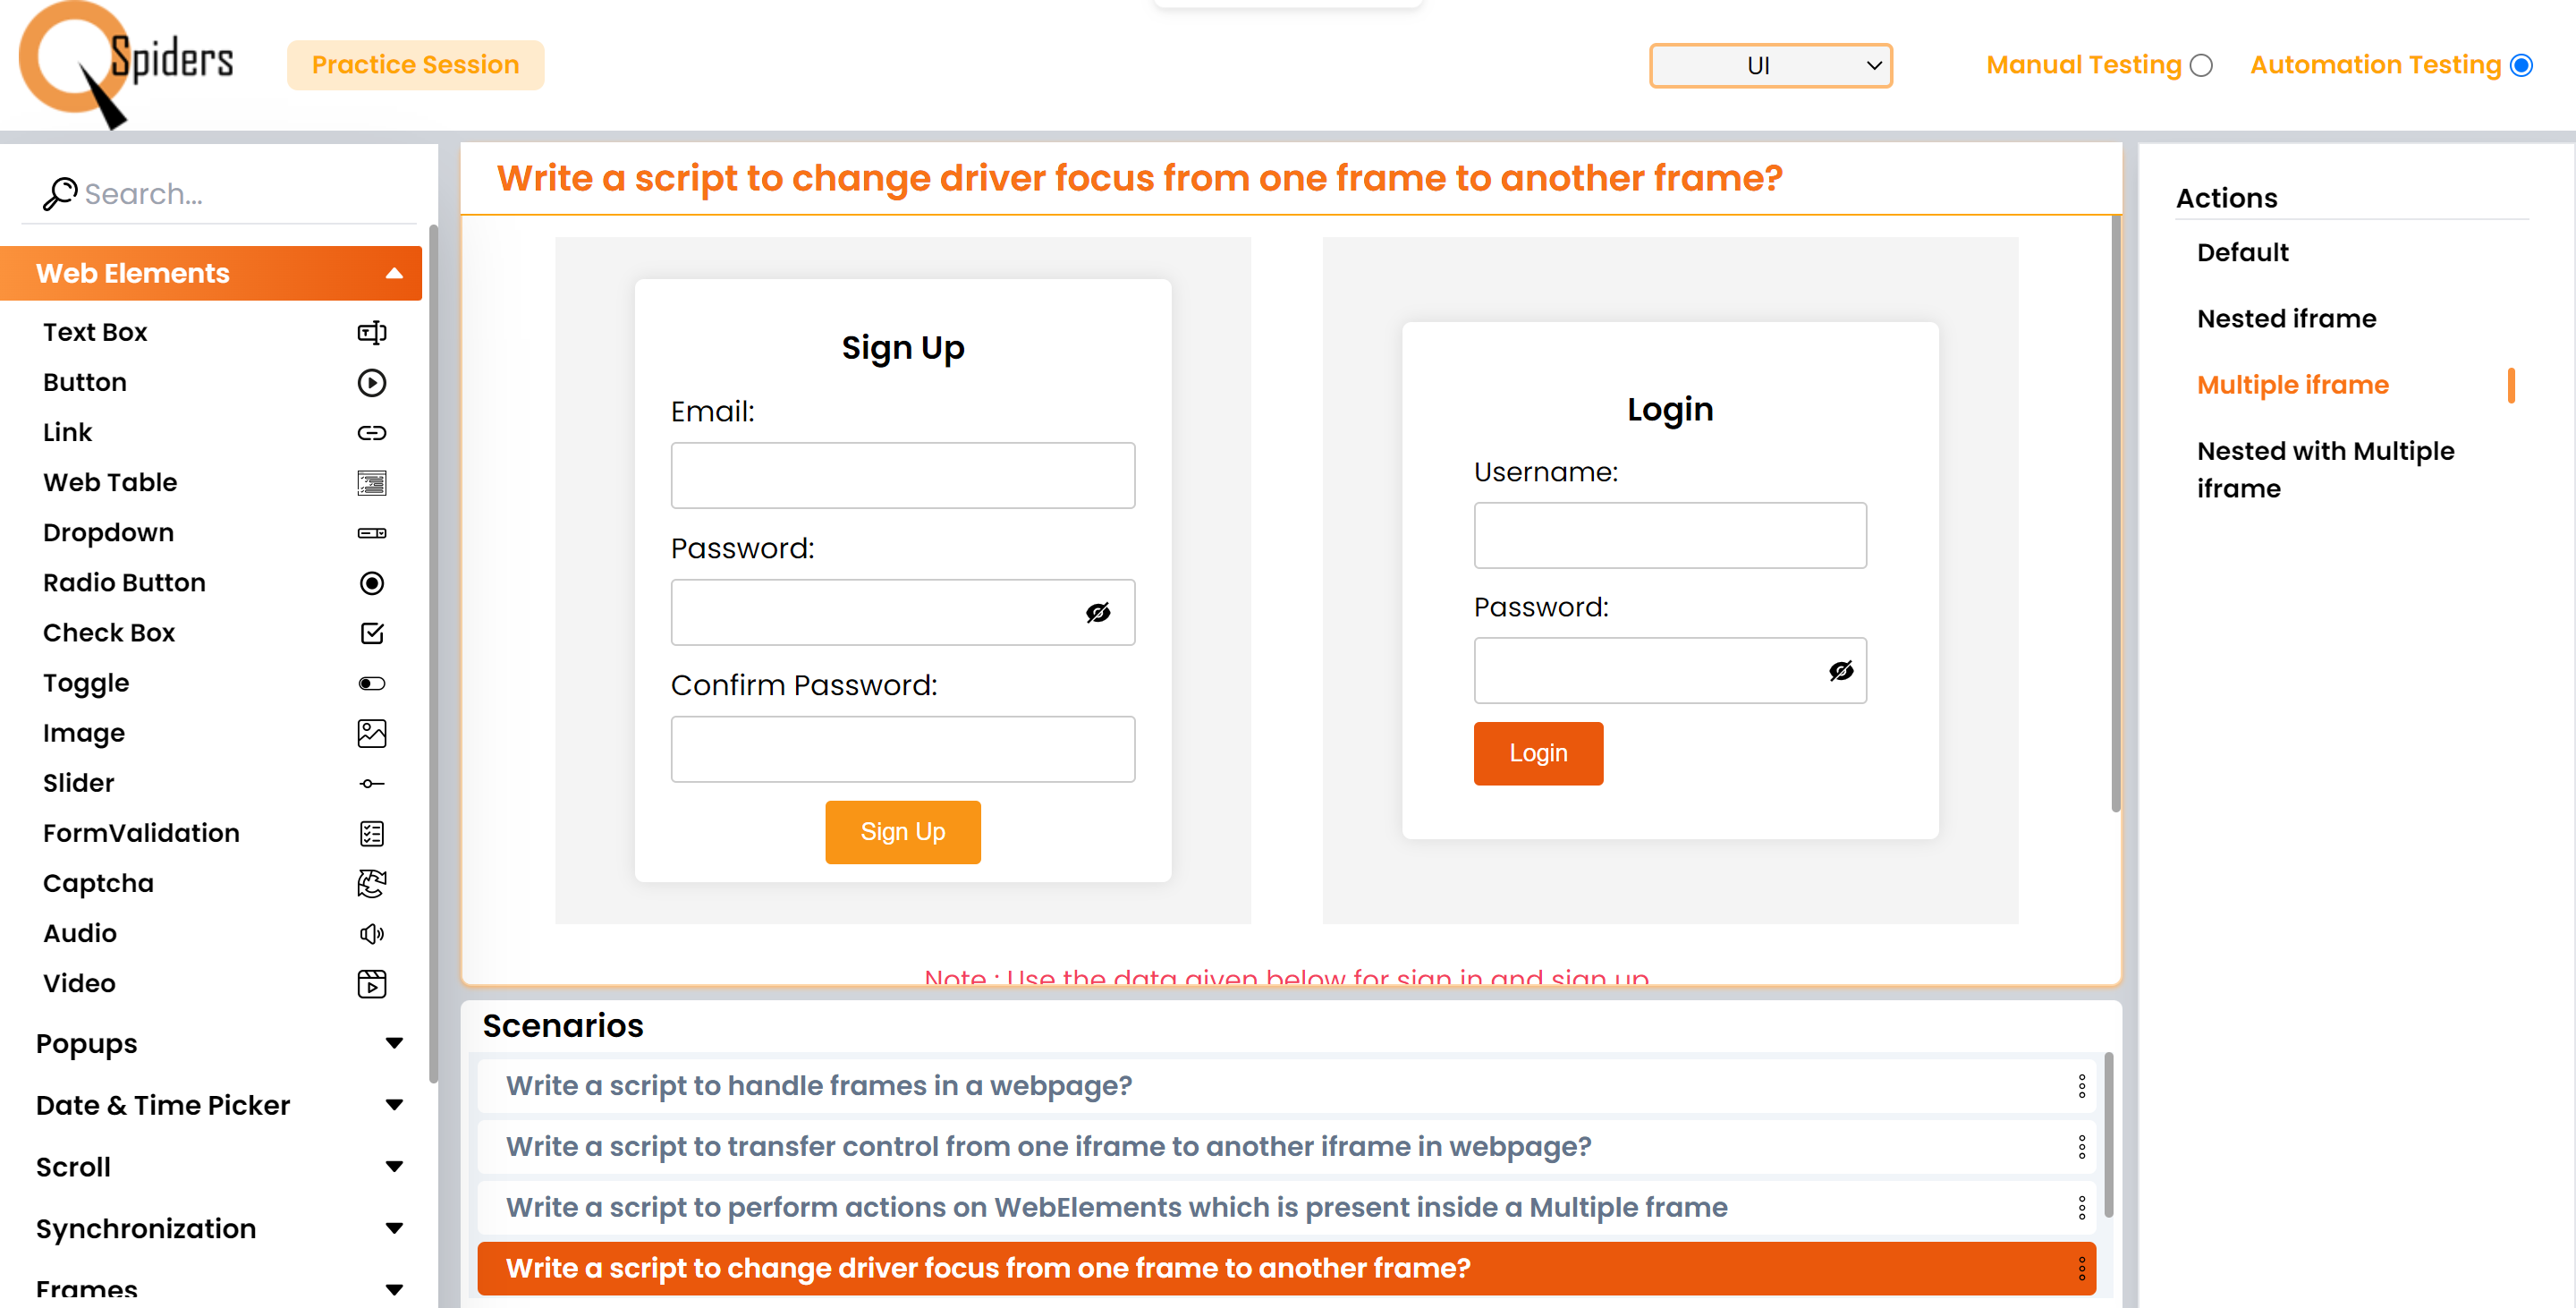 Spiders
Practice Session
UI
Manual Testing
Automation Testing
Search...
Web Elements
Text Box
Button
Link
Web Table
Dropdown
Radio Button
Check Box
Toggle
Image
Slider
FormValidation
Captcha
Audio
Video
Popups
Date & Time Picker
Scroll
Synchronization
Frames
Write a script to change driver focus from one frame to another frame?
Sign Up
Email:
Password:
Confirm Password:
Sign Up
Login
Username:
Password:
Login
Note : Use the data given below for sign in and sign up
Scenarios
Write a script to handle frames in a webpage?
Write a script to transfer control from one iframe to another iframe in webpage?
Write a script to perform actions on WebElements which is present inside a Multiple frame
Write a script to change driver focus from one frame to another frame?
Actions
Default
Nested iframe
Multiple iframe
Nested with Multiple
iframe